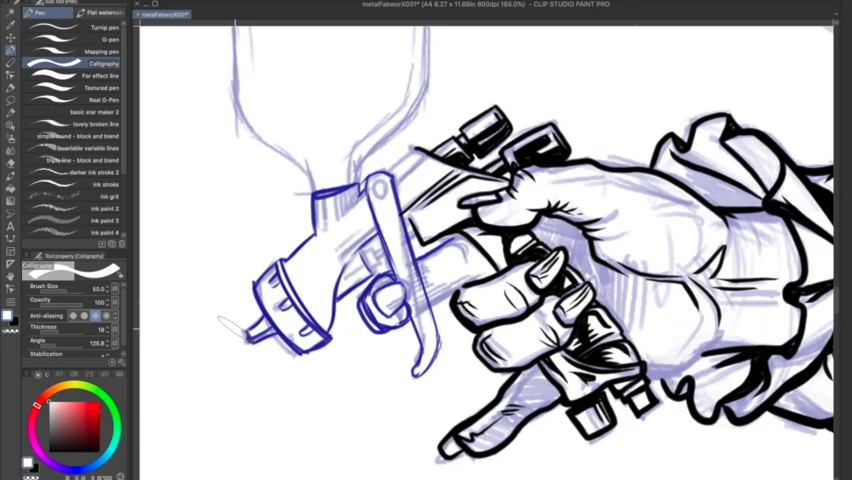 metalFabworX001* (A4 8.27 x 11.69in 600dpi 165.0%) - CLIP STUDIO PAINT PRO
metalFabworX001*
Pen
Flat watercolo
Turnip pen
G-pen
Mapping pen
Calligraphy
For effect line
Textured pen
Real G-Pen
basic star maker 2
lovely broken line
simple round - block and blend
invarisible variable lines
triple line - block and blend
darker ink stroke 2
ink stroke
ink grit
ink paint 2
ink paint 3
ink paint 4
Tool property [Calligraphy]
Calligraphy
Brush Size 50.0
Opacity 100
Anti-aliasing
Thickness 18
Angle 125.8
Stabilization